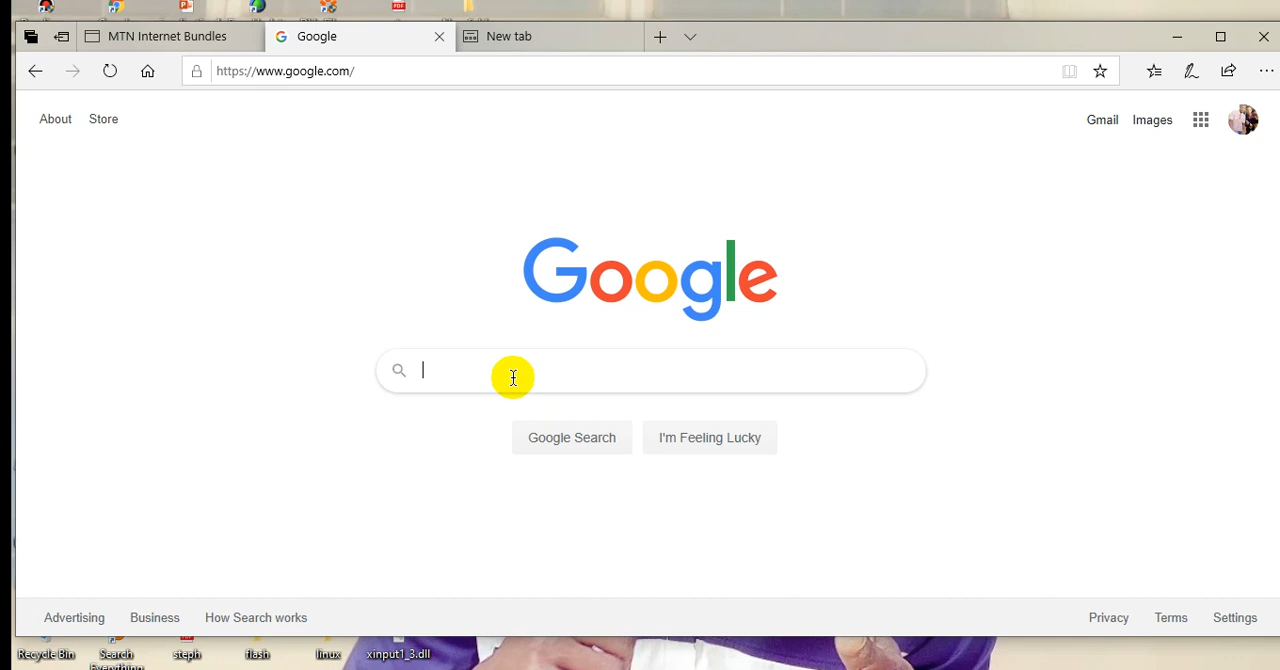 MTN Internet Bundles
Google
New tab
https://www.google.com/
About
Store
Gmail
Images
Google
Google Search
I'm Feeling Lucky
Advertising
Business
How Search works
Privacy
Terms
Settings
Recycle Bin
Search Everything
steph
flash
linux
xinput1_3.dll